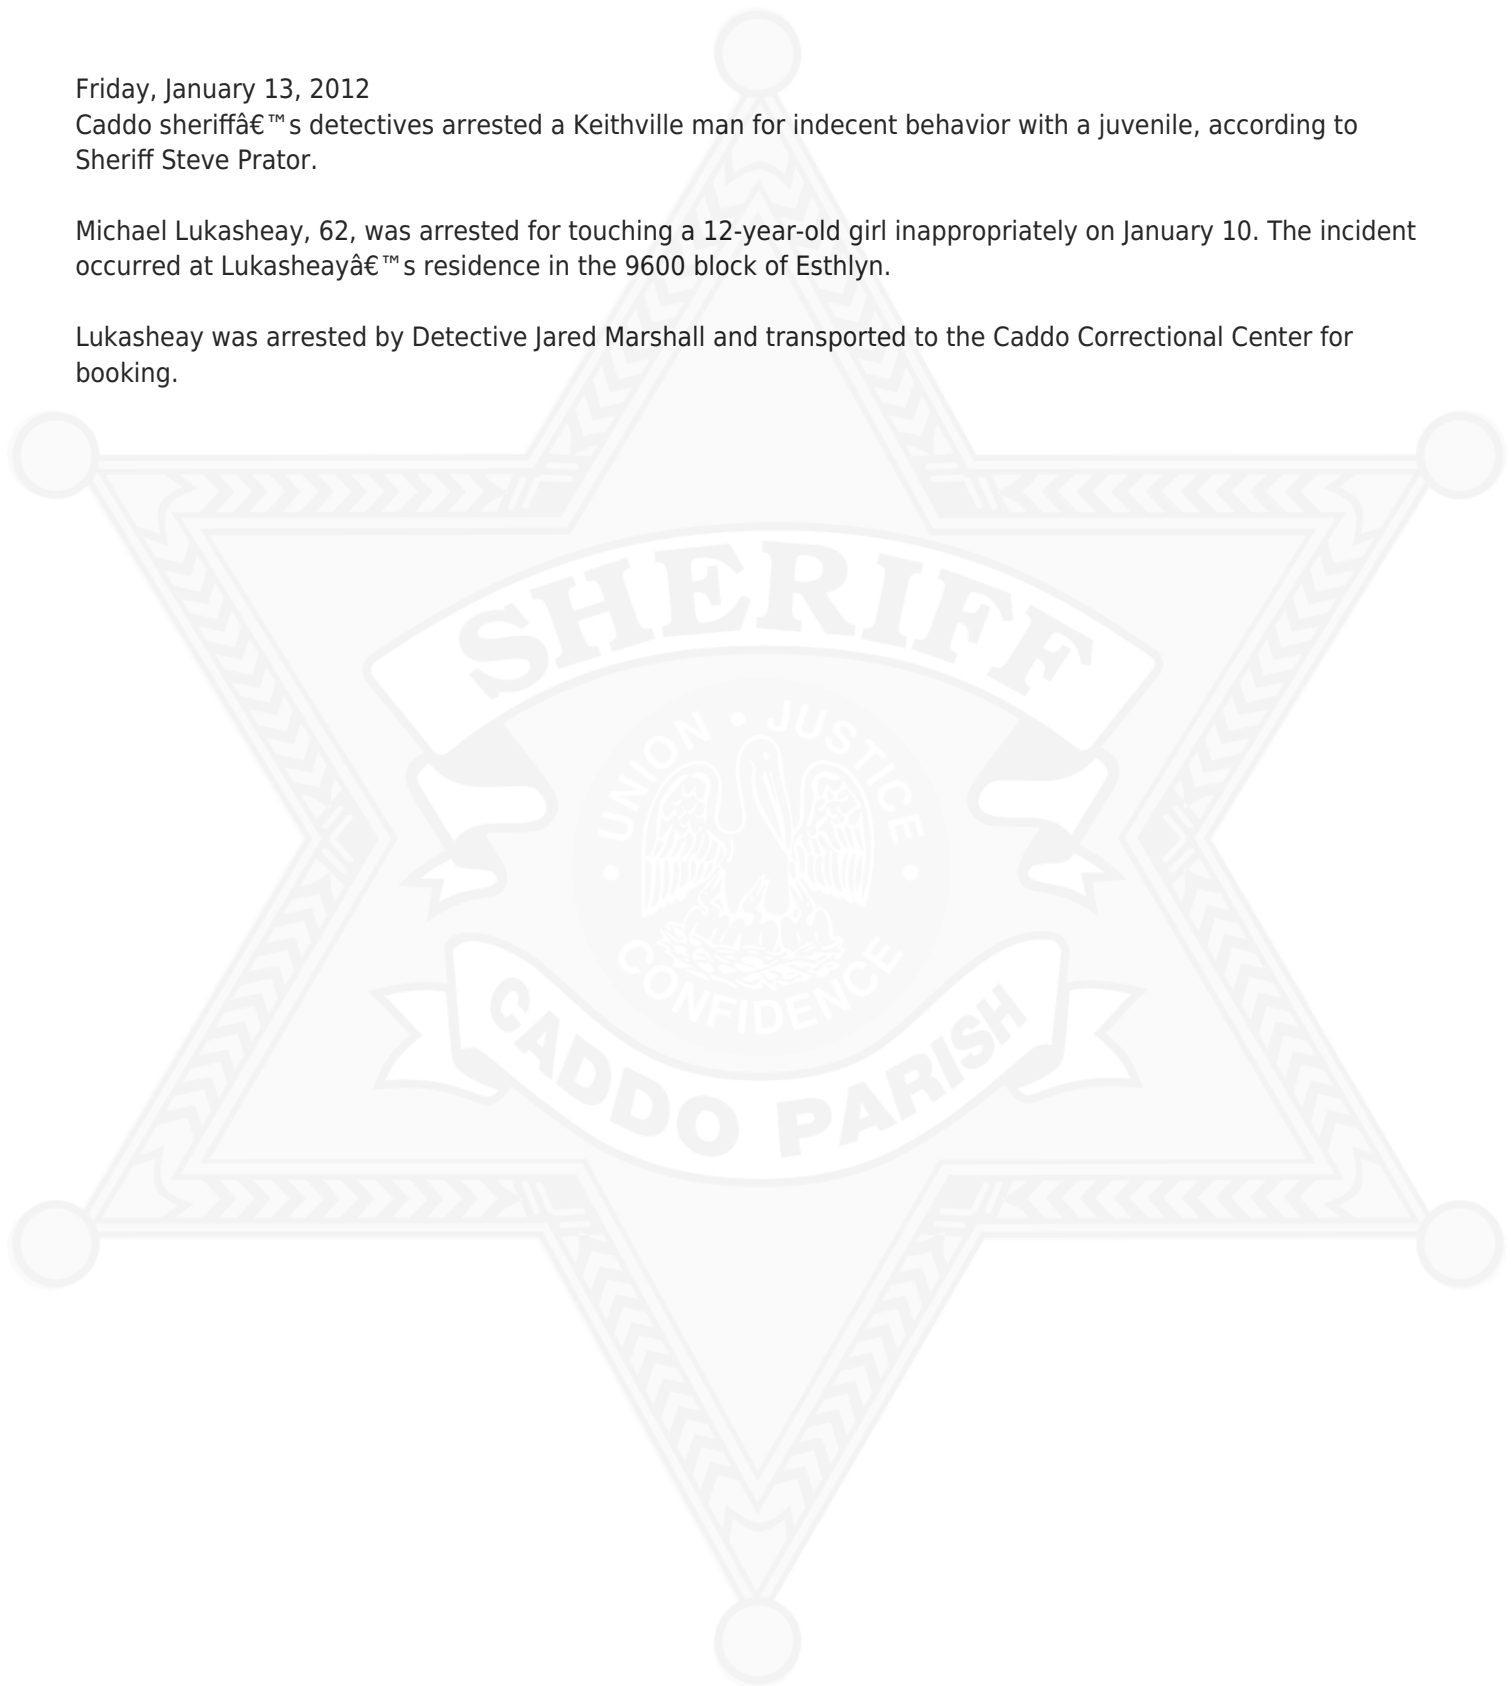 Friday, January 13, 2012
Caddo sheriffâ€™s detectives arrested a Keithville man for indecent behavior with a juvenile, according to
Sheriff Steve Prator.
Michael Lukasheay, 62, was arrested for touching a 12-year-old girl inappropriately on January 10. The incident
occurred at Lukasheayâ€™s residence in the 9600 block of Esthlyn.
Lukasheay was arrested by Detective Jared Marshall and transported to the Caddo Correctional Center for
booking.
SHERIFF
UNION • JUSTICE
• CONFIDENCE •
CADDO PARISH